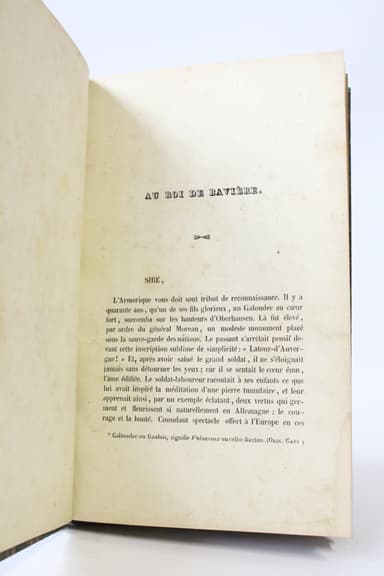 AU ROI DE BAVIÈRE.
SIRE,
L'Armorique vous doit son tribut de reconnaissance. Il y a
quarante ans, qu'un de ses fils glorieux, un Galoudec au cœur
fort, succomba sur les hauteurs d'Oberhausen. Là fut élevé,
par ordre du général Moreau, un modeste monument placé
sous la sauve-garde des nations. Le passant s'arrêtait pensif de-
vant cette inscription sublime de simplicité: « Latour-d'Auver-
gne! » Et, après avoir salué le grand soldat, il ne s'éloignait
jamais sans détourner les yeux; car il se sentait le cœur ému,
l'âme édifiée. Le soldat-laboureur racontait à ses enfants ce que
lui avait inspiré la méditation d'une pierre tumulaire, et leur
apprenait ainsi, par un exemple éclatant, deux vertus qui ger-
ment et fleurissent si naturellement en Allemagne: le cou-
rage et la bonté. Consolant spectacle offert à l'Europe en ces
* Galoudec ou Gaulois, signifie Valeureux en celto-breton. (ORIG. GAUL.)